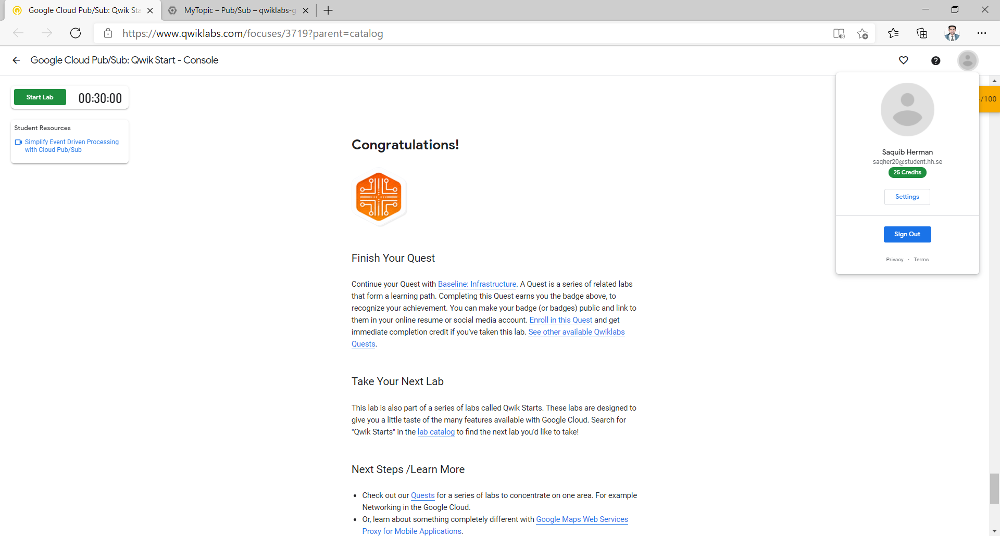 Google Cloud Pub/Sub: Qwik Sta
MyTopic – Pub/Sub – qwiklabs-g
https://www.qwiklabs.com/focuses/3719?parent=catalog
Google Cloud Pub/Sub: Qwik Start - Console
Start Lab
00:30:00
-/100
Student Resources
Simplify Event Driven Processing
with Cloud Pub/Sub
Saquib Herman
saqher20@student.hh.se
25 Credits
Settings
Sign Out
Privacy · Terms
Congratulations!
Finish Your Quest
Continue your Quest with Baseline: Infrastructure. A Quest is a series of related labs
that form a learning path. Completing this Quest earns you the badge above, to
recognize your achievement. You can make your badge (or badges) public and link to
them in your online resume or social media account. Enroll in this Quest and get
immediate completion credit if you've taken this lab. See other available Qwiklabs
Quests.
Take Your Next Lab
This lab is also part of a series of labs called Qwik Starts. These labs are designed to
give you a little taste of the many features available with Google Cloud. Search for
"Qwik Starts" in the lab catalog to find the next lab you'd like to take!
Next Steps /Learn More
• Check out our Quests for a series of labs to concentrate on one area. For example
Networking in the Google Cloud.
• Or, learn about something completely different with Google Maps Web Services
Proxy for Mobile Applications.